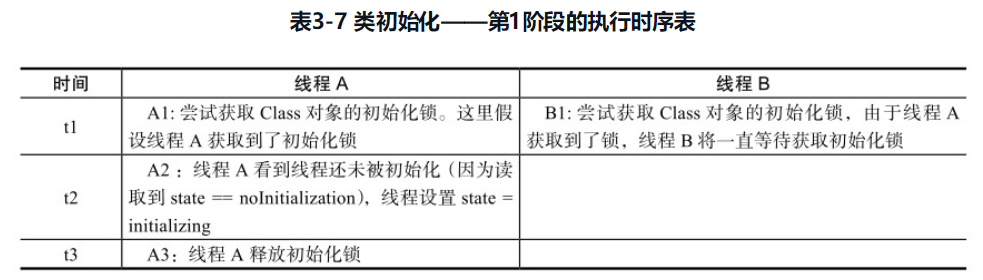 表3-7 类初始化——第1阶段的执行时序表
时间 线程 A 线程 B
t1
A1: 尝试获取 Class 对象的初始化锁。这里假
设线程 A 获取到了初始化锁
B1: 尝试获取 Class 对象的初始化锁，由于线程 A
获取到了锁，线程 B 将一直等待获取初始化锁
t2
A2：线程 A 看到线程还未被初始化（因为读
取到 state == noInitialization），线程设置 state =
initializing
t3
A3：线程 A 释放初始化锁